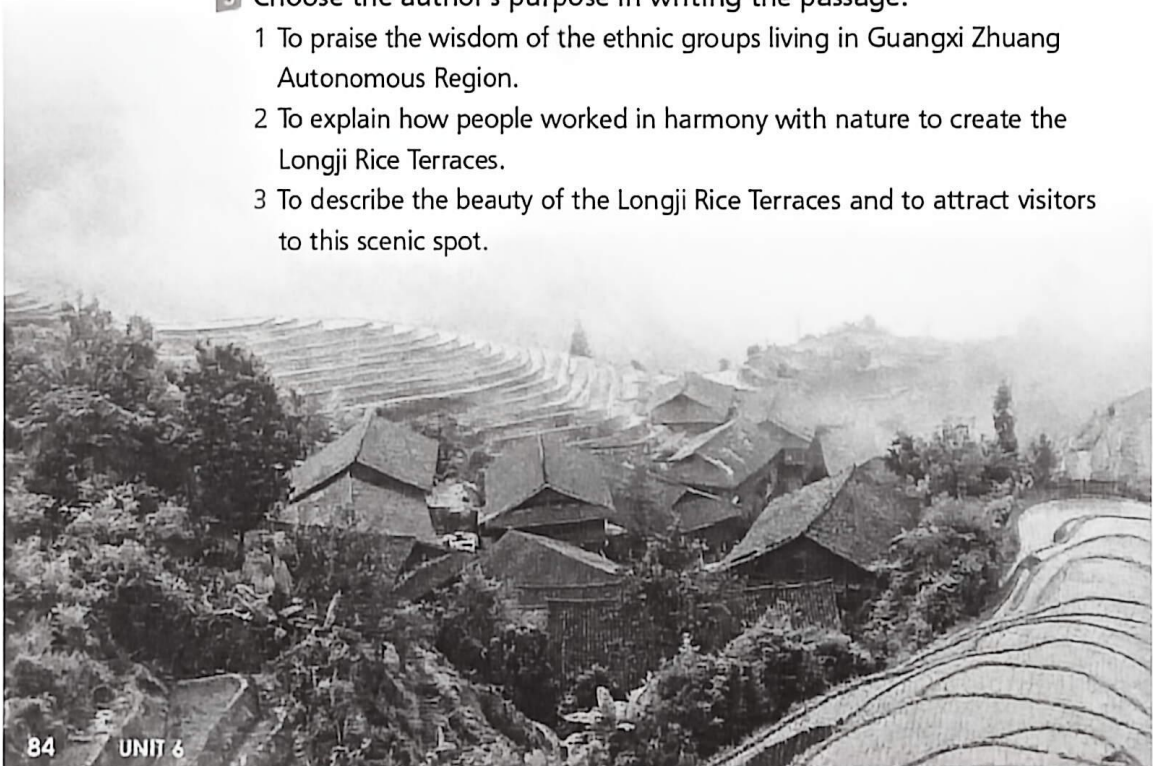 Choose the author's purpose in writing the passage.
1 To praise the wisdom of the ethnic groups living in Guangxi Zhuang
Autonomous Region.
2 To explain how people worked in harmony with nature to create the
Longji Rice Terraces.
3 To describe the beauty of the Longji Rice Terraces and to attract visitors
to this scenic spot.
84 UNIT 6